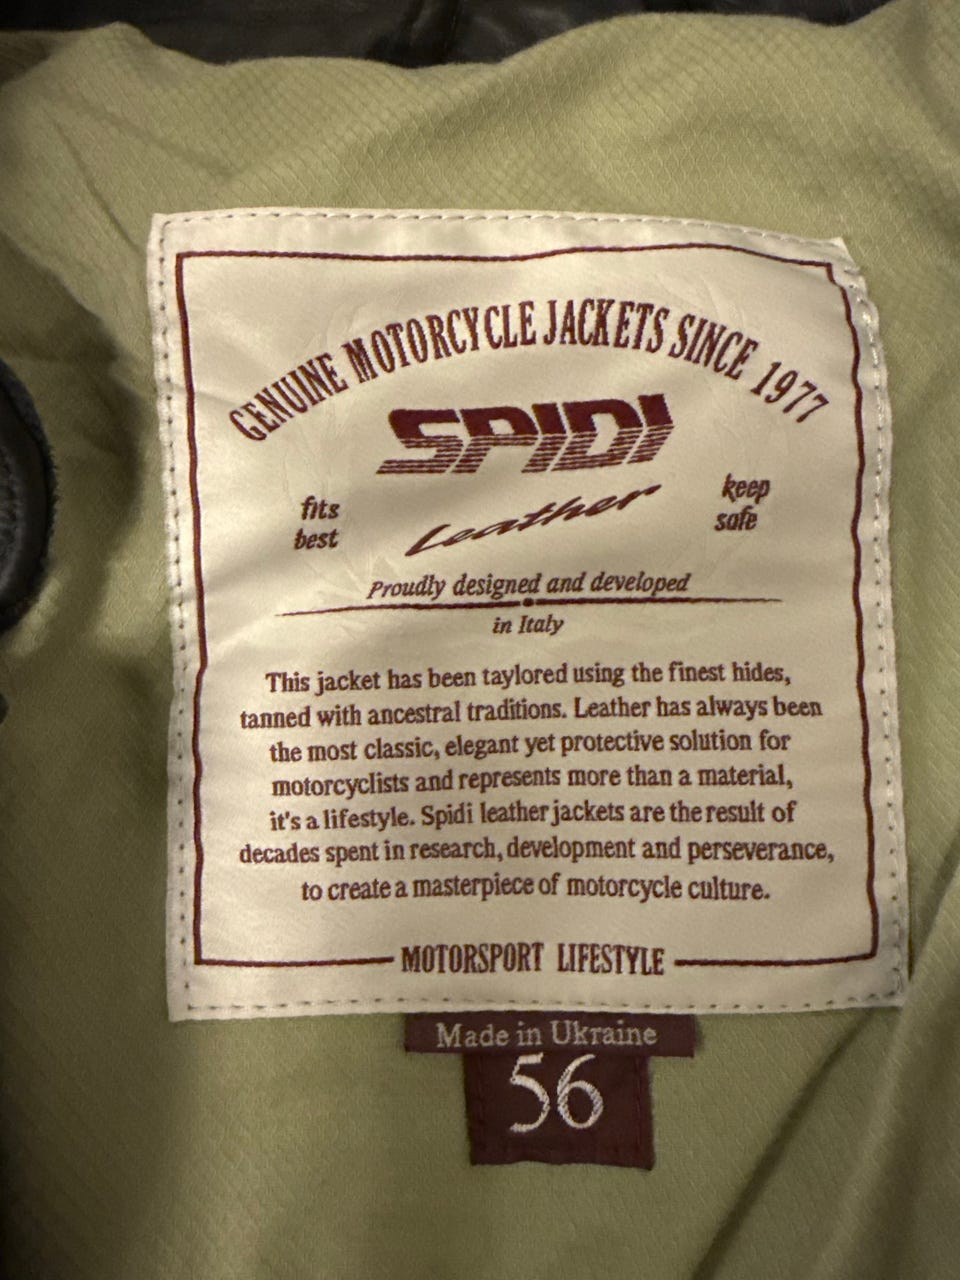 GENUINE MOTORCYCLE JACKETS SINCE 1977
SPIDI
fits
best
Leather
keep
safe
Proudly designed and developed
in Italy
This jacket has been taylored using the finest hides,
tanned with ancestral traditions. Leather has always been
the most classic, elegant yet protective solution for
motorcyclists and represents more than a material,
it's a lifestyle. Spidi leather jackets are the result of
decades spent in research, development and perseverance,
to create a masterpiece of motorcycle culture.
MOTORSPORT LIFESTYLE
Made in Ukraine
56